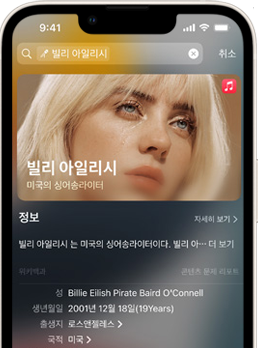 9:41
빌리 아일리시
취소
빌리 아일리시
미국의 싱어송라이터
정보
자세히 보기 >
빌리 아일리시 는 미국의 싱어송라이터이다. 빌리 아… 더 보기
위키백과
콘텐츠 문제 리포트
성 Billie Eilish Pirate Baird O'Connell
생년월일 2001년 12월 18일(19Years)
출생지 로스앤젤레스 >
국적 미국 >